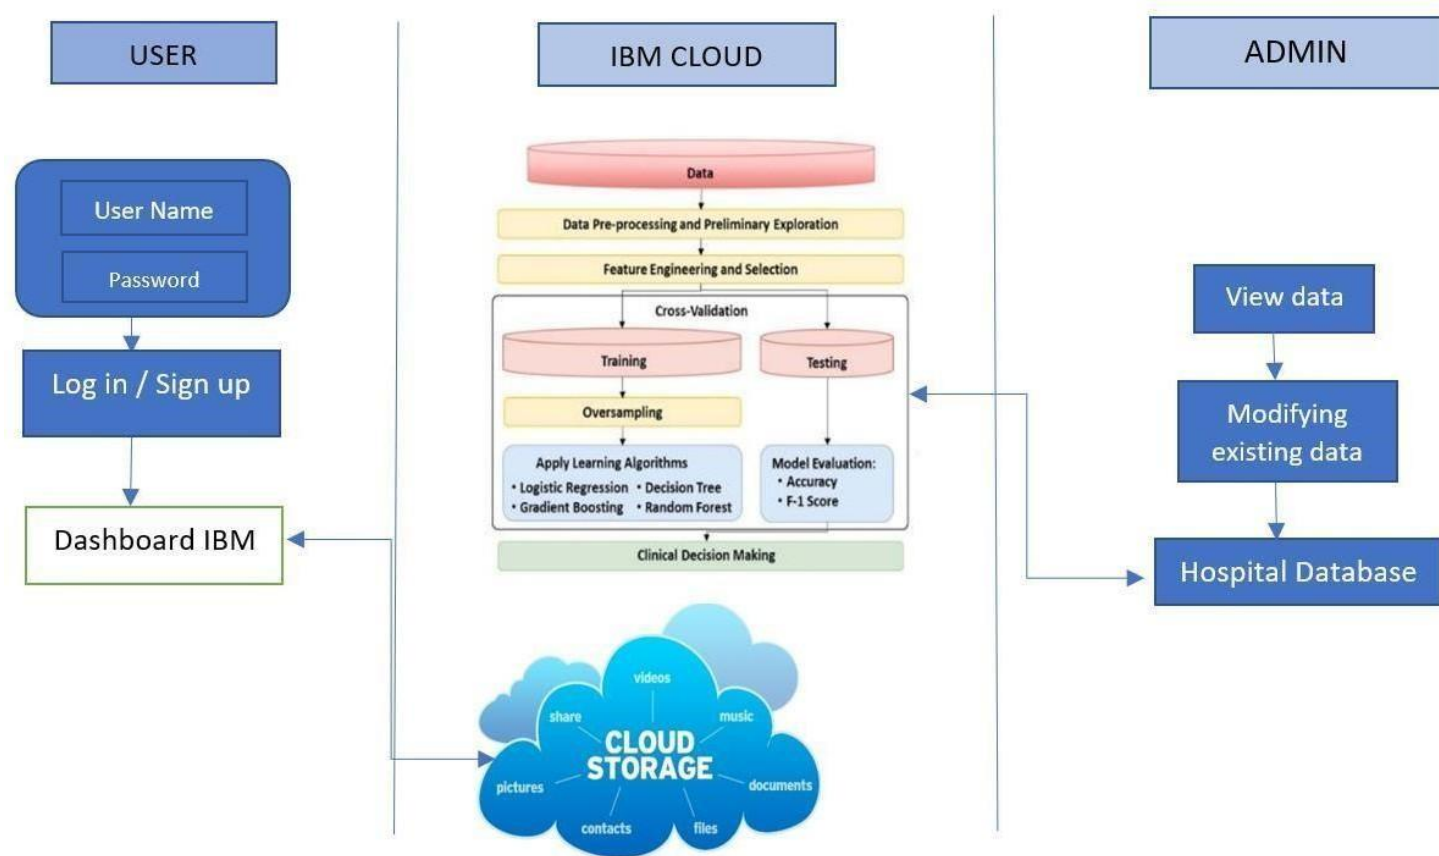 USER
IBM CLOUD
ADMIN
User Name
Password
Log in / Sign up
Dashboard IBM
Data
Data Pre-processing and Preliminary Exploration
Feature Engineering and Selection
Cross-Validation
Training
Testing
Oversampling
Apply Learning Algorithms
• Logistic Regression • Decision Tree
• Gradient Boosting • Random Forest
Model Evaluation:
• Accuracy
• F-1 Score
Clinical Decision Making
videos
share
music
CLOUD
STORAGE
pictures
documents
contacts
files
View data
Modifying
existing data
Hospital Database